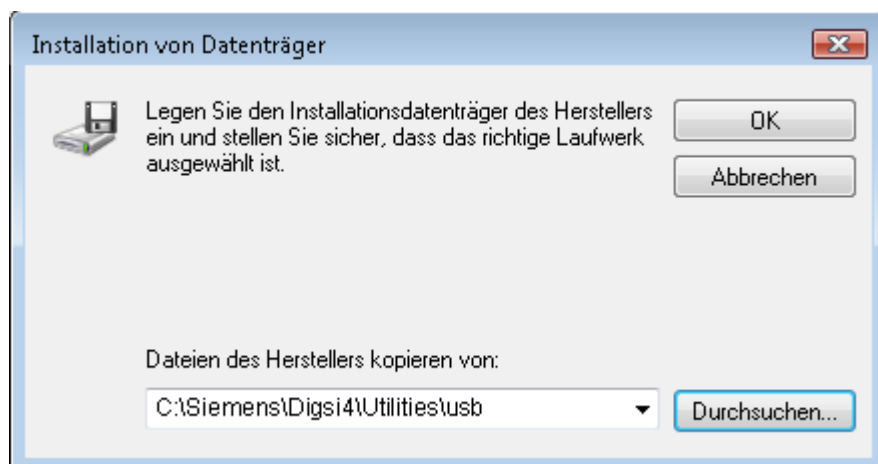 Installation von Datenträger
Legen Sie den Installationsdatenträger des Herstellers
ein und stellen Sie sicher, dass das richtige Laufwerk
ausgewählt ist.
OK
Abbrechen
Dateien des Herstellers kopieren von:
C:\Siemens\Digsi4\Utilities\usb
Durchsuchen...